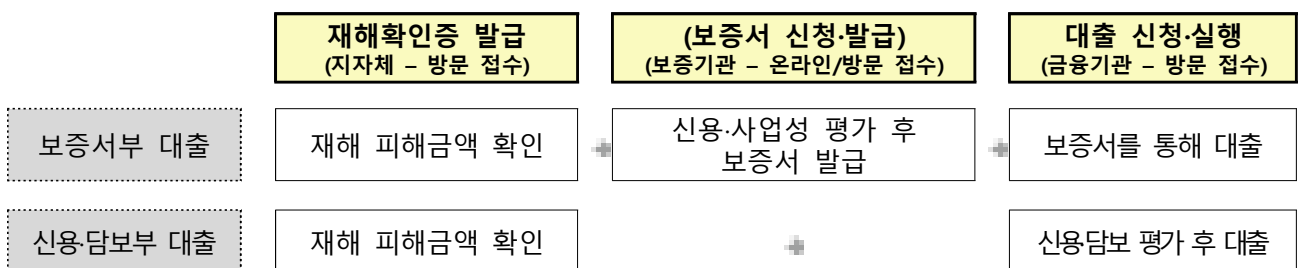 재해확인증 발급
(지자체 – 방문 접수)
(보증서 신청·발급)
(보증기관 – 온라인/방문 접수)
대출 신청·실행
(금융기관 – 방문 접수)
보증서부 대출
재해 피해금액 확인
신용·사업성 평가 후
보증서 발급
보증서를 통해 대출
신용·담보부 대출
재해 피해금액 확인
신용·담보 평가 후 대출